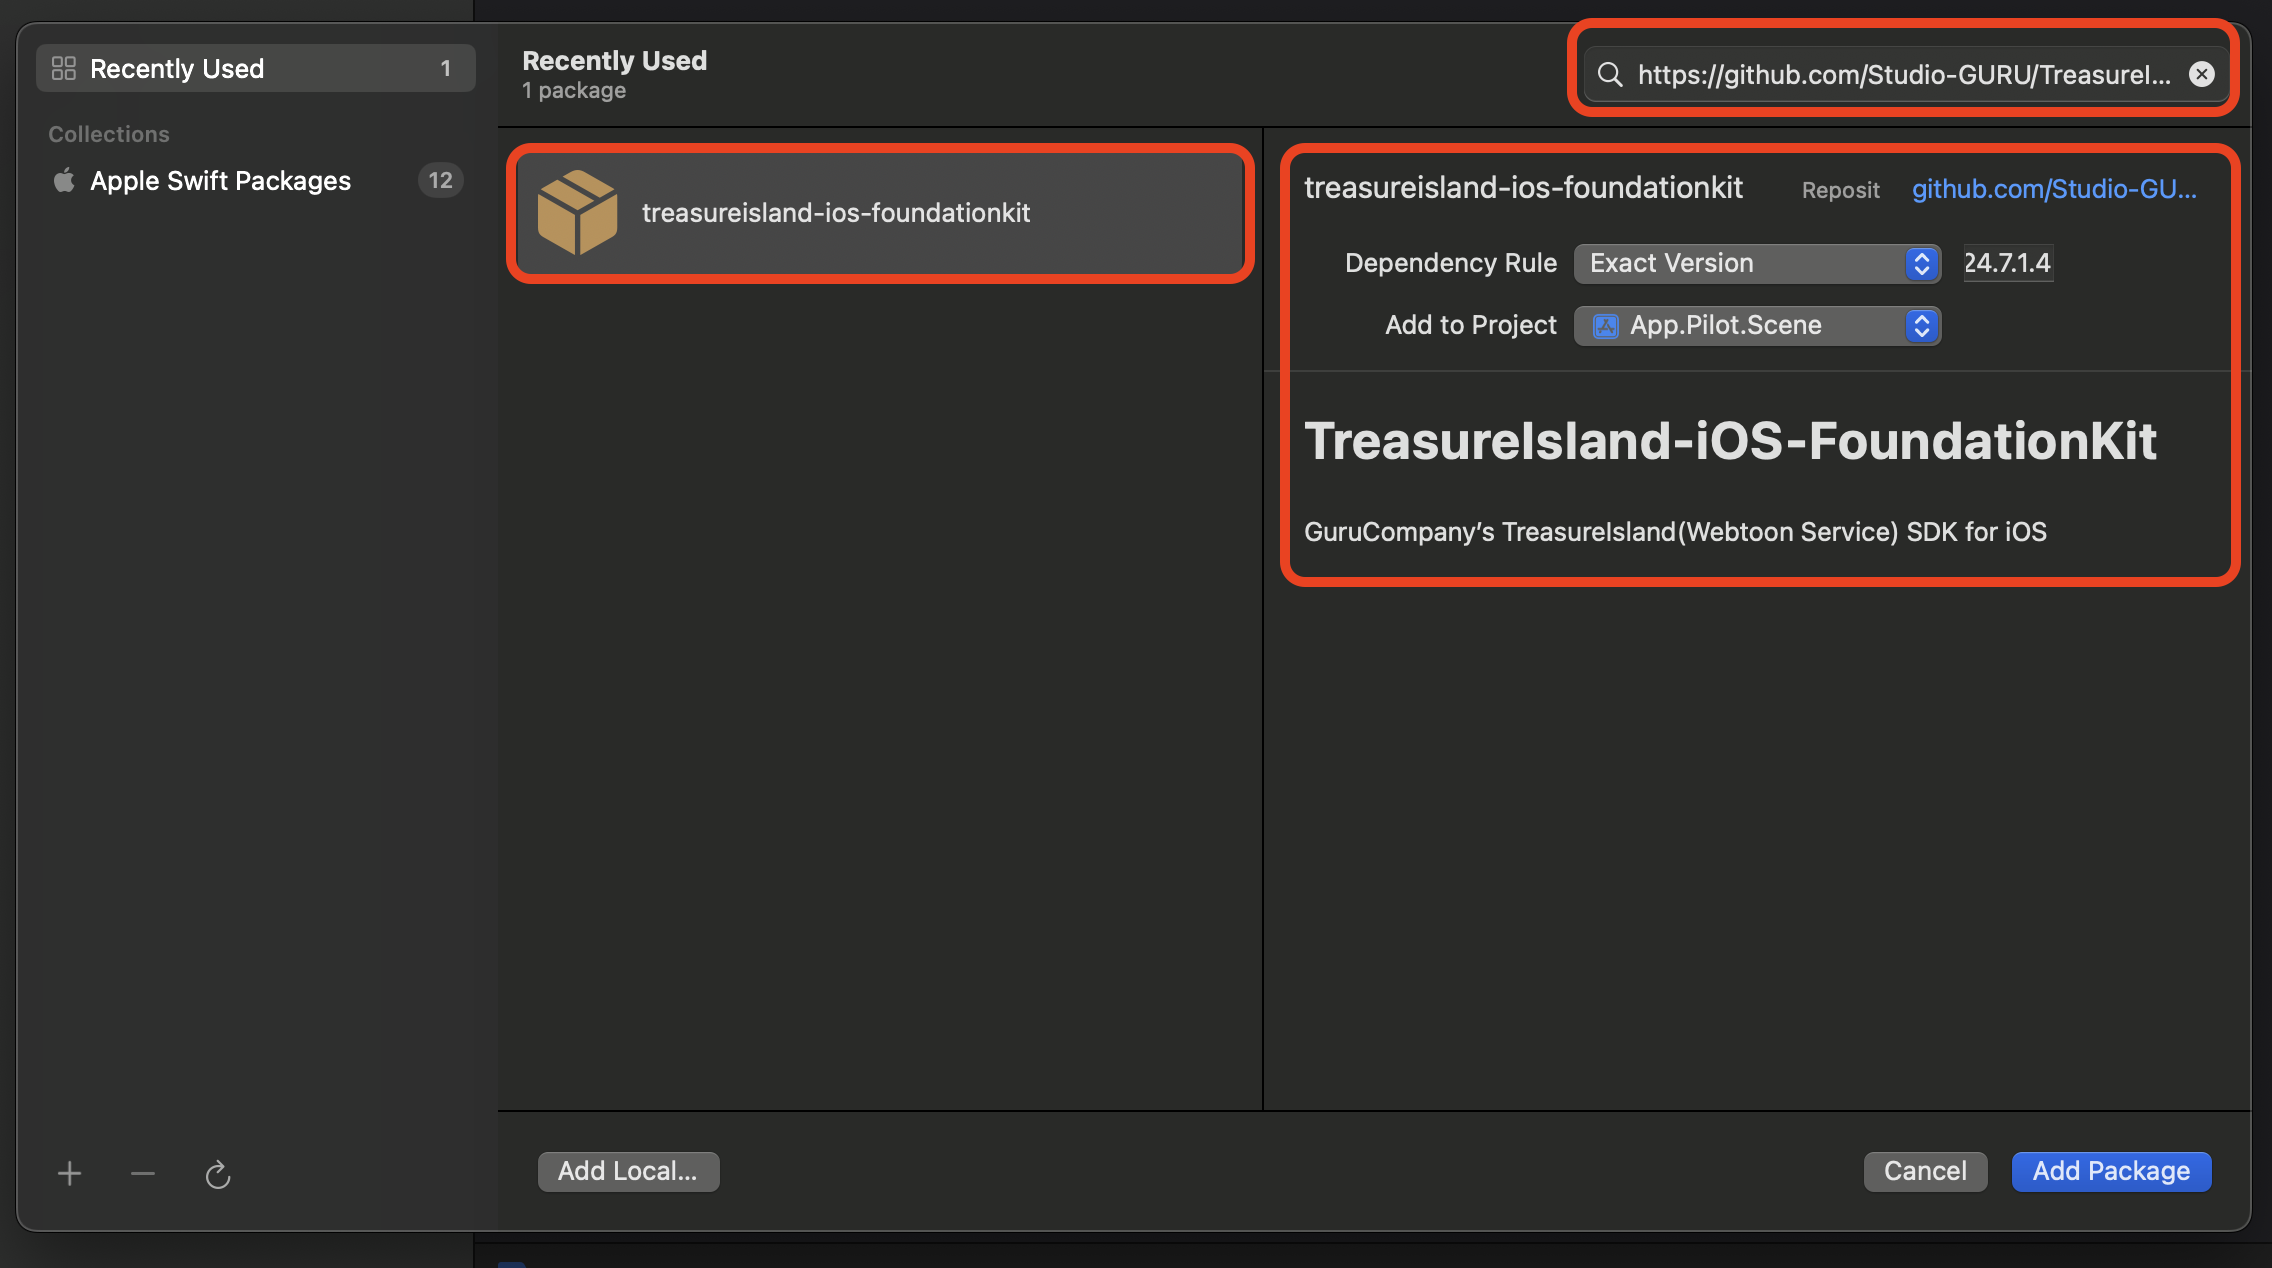 Recently Used 1
Collections
Apple Swift Packages 12
Recently Used
1 package
https://github.com/Studio-GURU/TreasureI...
treasureisland-ios-foundationkit
treasureisland-ios-foundationkit Reposit github.com/Studio-GU...
Dependency Rule Exact Version 24.7.1.4
Add to Project App.Pilot.Scene
TreasureIsland-iOS-FoundationKit
GuruCompany’s TreasureIsland(Webtoon Service) SDK for iOS
Add Local... Cancel Add Package